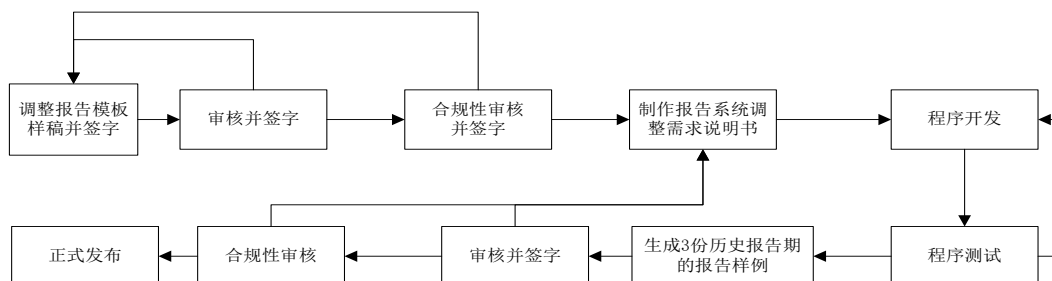 调整报告模板
样稿并签字
审核并签字
合规性审核
并签字
制作报告系统调
整需求说明书
程序开发
正式发布
合规性审核
审核并签字
生成3份历史报告期
的报告样例
程序测试